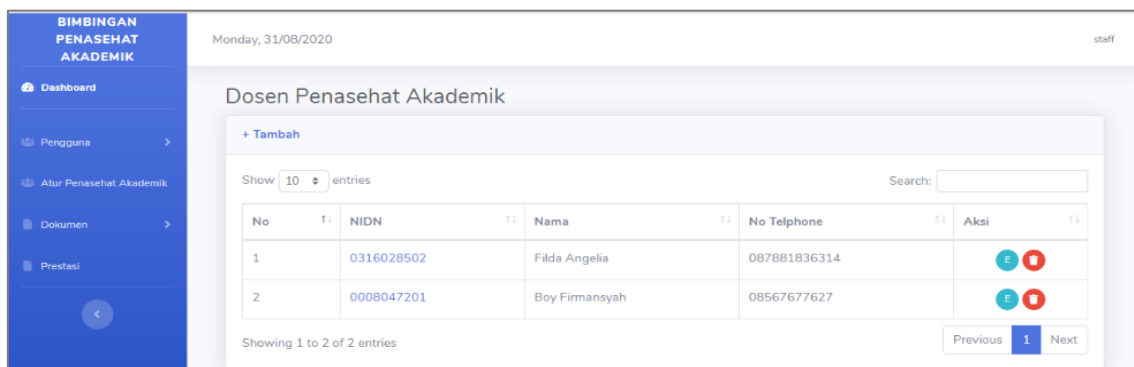 BIMBINGAN
PENASEHAT
AKADEMIK
Dashboard
Pengguna
Atur Penasehat Akademik
Dokumen
Prestasi
Monday, 31/08/2020 staff
Dosen Penasehat Akademik
+ Tambah
Show 10 entries Search:
No NIDN Nama No Telphone Aksi
1 0316028502 Filda Angelia 087881836314 E
2 0008047201 Boy Firmansyah 08567677627 E
Showing 1 to 2 of 2 entries Previous 1 Next